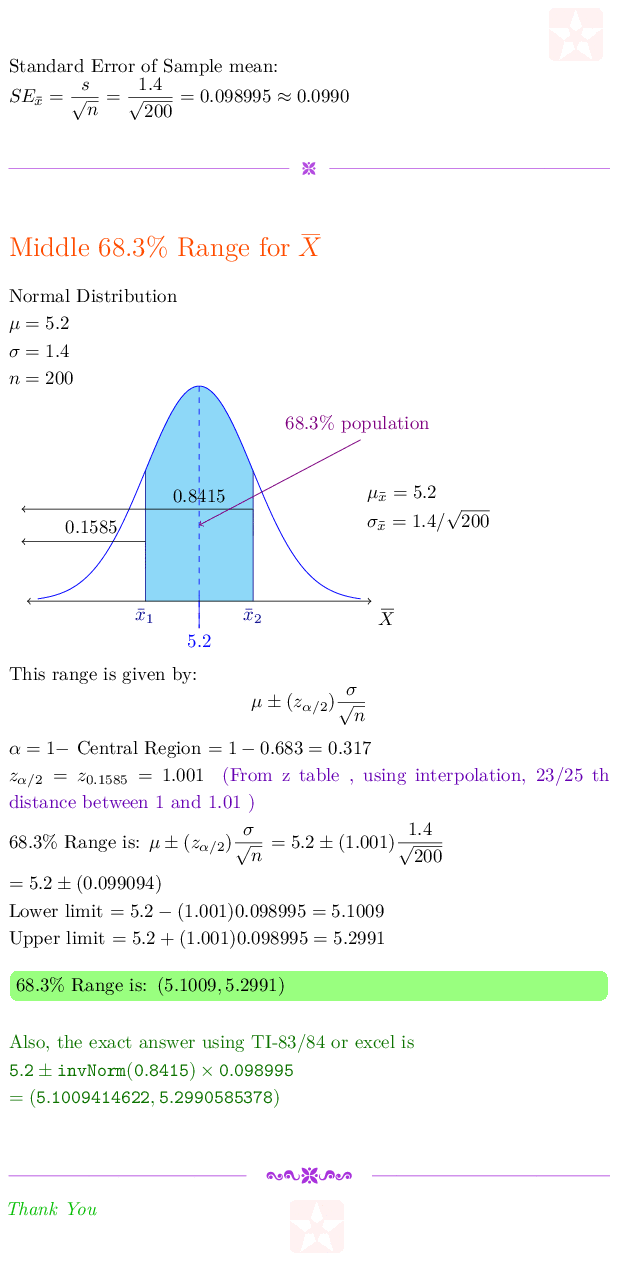 Standard Error of Sample mean:
SE_x̄ = s/√n = 1.4/√200 = 0.098995 ≈ 0.0990
Middle 68.3% Range for X̅
Normal Distribution
μ = 5.2
σ = 1.4
n = 200
68.3% population
0.8415
μ_x̄ = 5.2
σ_x̄ = 1.4/√200
0.1585
x̄₁ x̄₂ X̅
5.2
This range is given by:
μ ± (z_α/2) σ/√n
α = 1− Central Region = 1 − 0.683 = 0.317
z_α/2 = z_0.1585 = 1.001 (From z table , using interpolation, 23/25 th
distance between 1 and 1.01 )
68.3% Range is: μ ± (z_α/2) σ/√n = 5.2 ± (1.001) 1.4/√200
= 5.2 ± (0.099094)
Lower limit = 5.2 − (1.001)0.098995 = 5.1009
Upper limit = 5.2 + (1.001)0.098995 = 5.2991
68.3% Range is: (5.1009, 5.2991)
Also, the exact answer using TI-83/84 or excel is
5.2 ± invNorm(0.8415) × 0.098995
= (5.1009414622, 5.2990585378)
Thank You